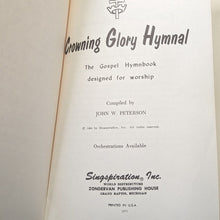 Crowning Glory Hymnal
The Gospel Hymnbook
designed for worship
Compiled by
JOHN W. PETERSON
Orchestrations Available
Singspiration, Inc.
WORLD DISTRIBUTORS
ZONDERVAN PUBLISHING HOUSE
GRAND RAPIDS, MICHIGAN
PRINTED IN U.S.A.